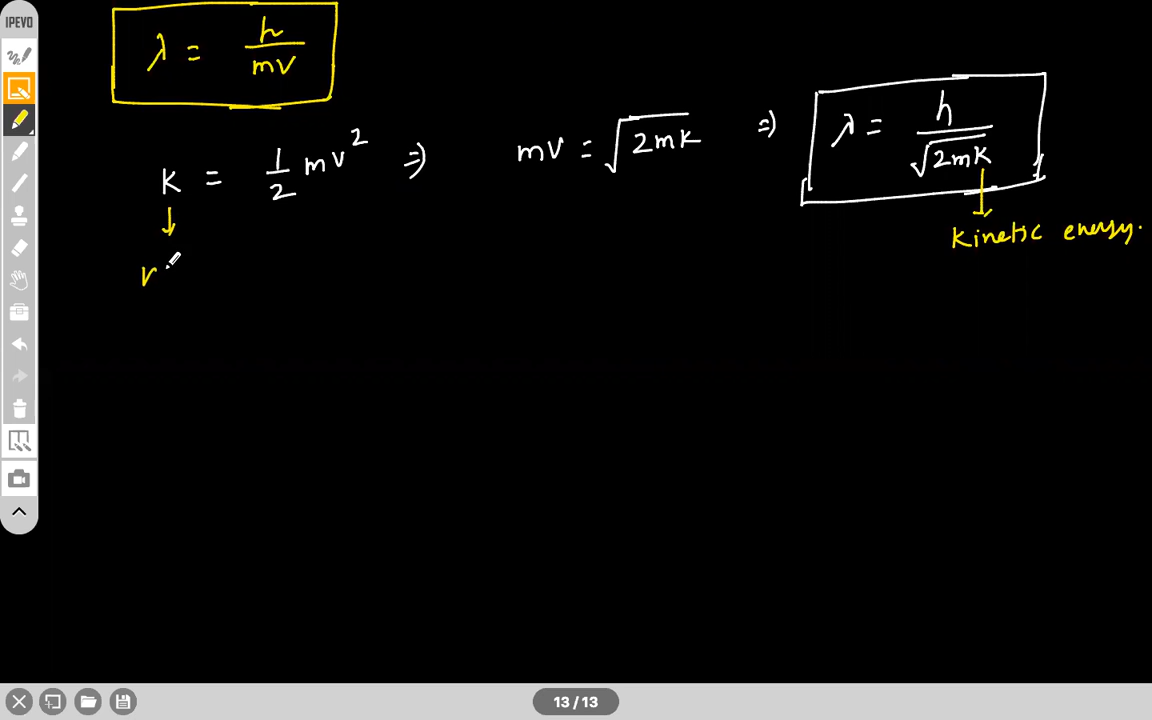 IPEVO
λ = h/mv
K = 1/2 mv² ⇒ mv = √2mK ⇒ λ = h/√2mK
↓ ↓
Kinetic energy.
13/13